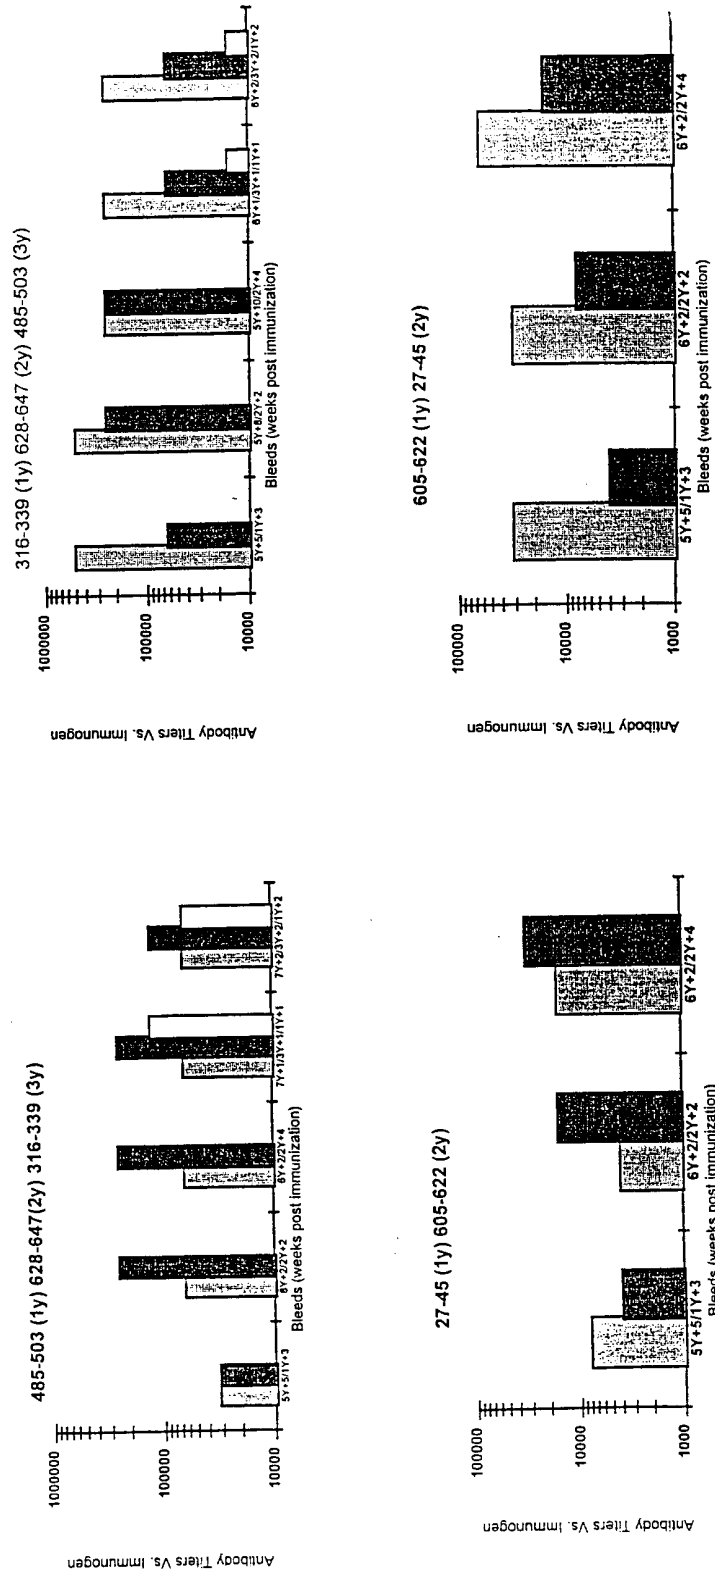 316-339 (1y) 628-647 (2y) 485-503 (3y)
Antibody Titers Vs. Immunogen
1000000
100000
10000
5Y+5/1Y+3
5Y+8/2Y+2
5Y+10/2Y+4
6Y+1/3Y+1/1Y+1
6Y+2/3Y+2/1Y+2
Bleeds (weeks post immunization)
605-622 (1y) 27-45 (2y)
Antibody Titers Vs. Immunogen
100000
10000
1000
5Y+5/1Y+3
6Y+2/2Y+2
6Y+2/2Y+4
Bleeds (weeks post immunization)
485-503 (1y) 628-647(2y) 316-339 (3y)
Antibody Titers Vs. Immunogen
1000000
100000
10000
5Y+5/1Y+3
6Y+2/2Y+2
6Y+2/2Y+4
7Y+1/3Y+1/1Y+1
7Y+2/3Y+2/1Y+2
Bleeds (weeks post immunization)
27-45 (1y) 605-622 (2y)
Antibody Titers Vs. Immunogen
100000
10000
1000
5Y+5/1Y+3
6Y+2/2Y+2
6Y+2/2Y+4
Bleeds (weeks post immunization)